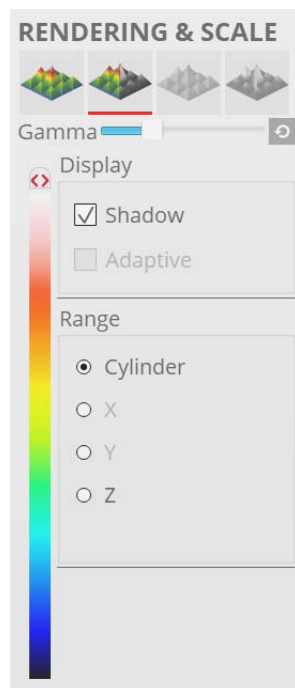 RENDERING & SCALE
Gamma
Display
Shadow
Adaptive
Range
Cylinder
X
Y
Z